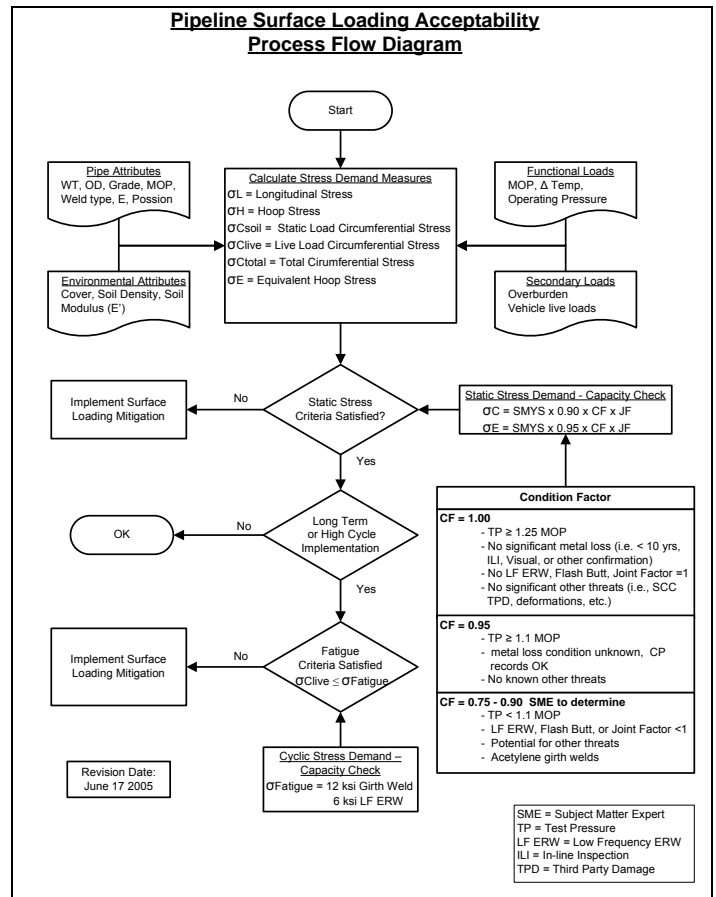 Pipeline Surface Loading Acceptability
Process Flow Diagram
Start
Pipe Attributes
WT, OD, Grade, MOP,
Weld type, E, Possion
Environmental Attributes
Cover, Soil Density, Soil
Modulus (E')
Calculate Stress Demand Measures
σL = Longitudinal Stress
σH = Hoop Stress
σCsoil = Static Load Circumferential Stress
σClive = Live Load Circumferential Stress
σCtotal = Total Cirumferential Stress
σE = Equivalent Hoop Stress
Functional Loads
MOP, Δ Temp,
Operating Pressure
Secondary Loads
Overburden
Vehicle live loads
Implement Surface
Loading Mitigation
No
Static Stress
Criteria Satisfied?
Static Stress Demand - Capacity Check
σC = SMYS x 0.90 x CF x JF
σE = SMYS x 0.95 x CF x JF
Yes
OK
No
Long Term
or High Cycle
Implementation
Yes
Condition Factor
CF = 1.00
- TP ≥ 1.25 MOP
- No significant metal loss (i.e. < 10 yrs,
ILI, Visual, or other confirmation)
- No LF ERW, Flash Butt, Joint Factor =1
- No significant other threats (i.e., SCC
TPD, deformations, etc.)
CF = 0.95
- TP ≥ 1.1 MOP
- metal loss condition unknown, CP
records OK
- No known other threats
CF = 0.75 - 0.90 SME to determine
- TP < 1.1 MOP
- LF ERW, Flash Butt, or Joint Factor <1
- Potential for other threats
- Acetylene girth welds
Implement Surface
Loading Mitigation
No
Fatigue
Criteria Satisfied
σClive ≤ σFatigue
Cyclic Stress Demand –
Capacity Check
σFatigue = 12 ksi Girth Weld
6 ksi LF ERW
Revision Date:
June 17 2005
SME = Subject Matter Expert
TP = Test Pressure
LF ERW = Low Frequency ERW
ILI = In-line Inspection
TPD = Third Party Damage